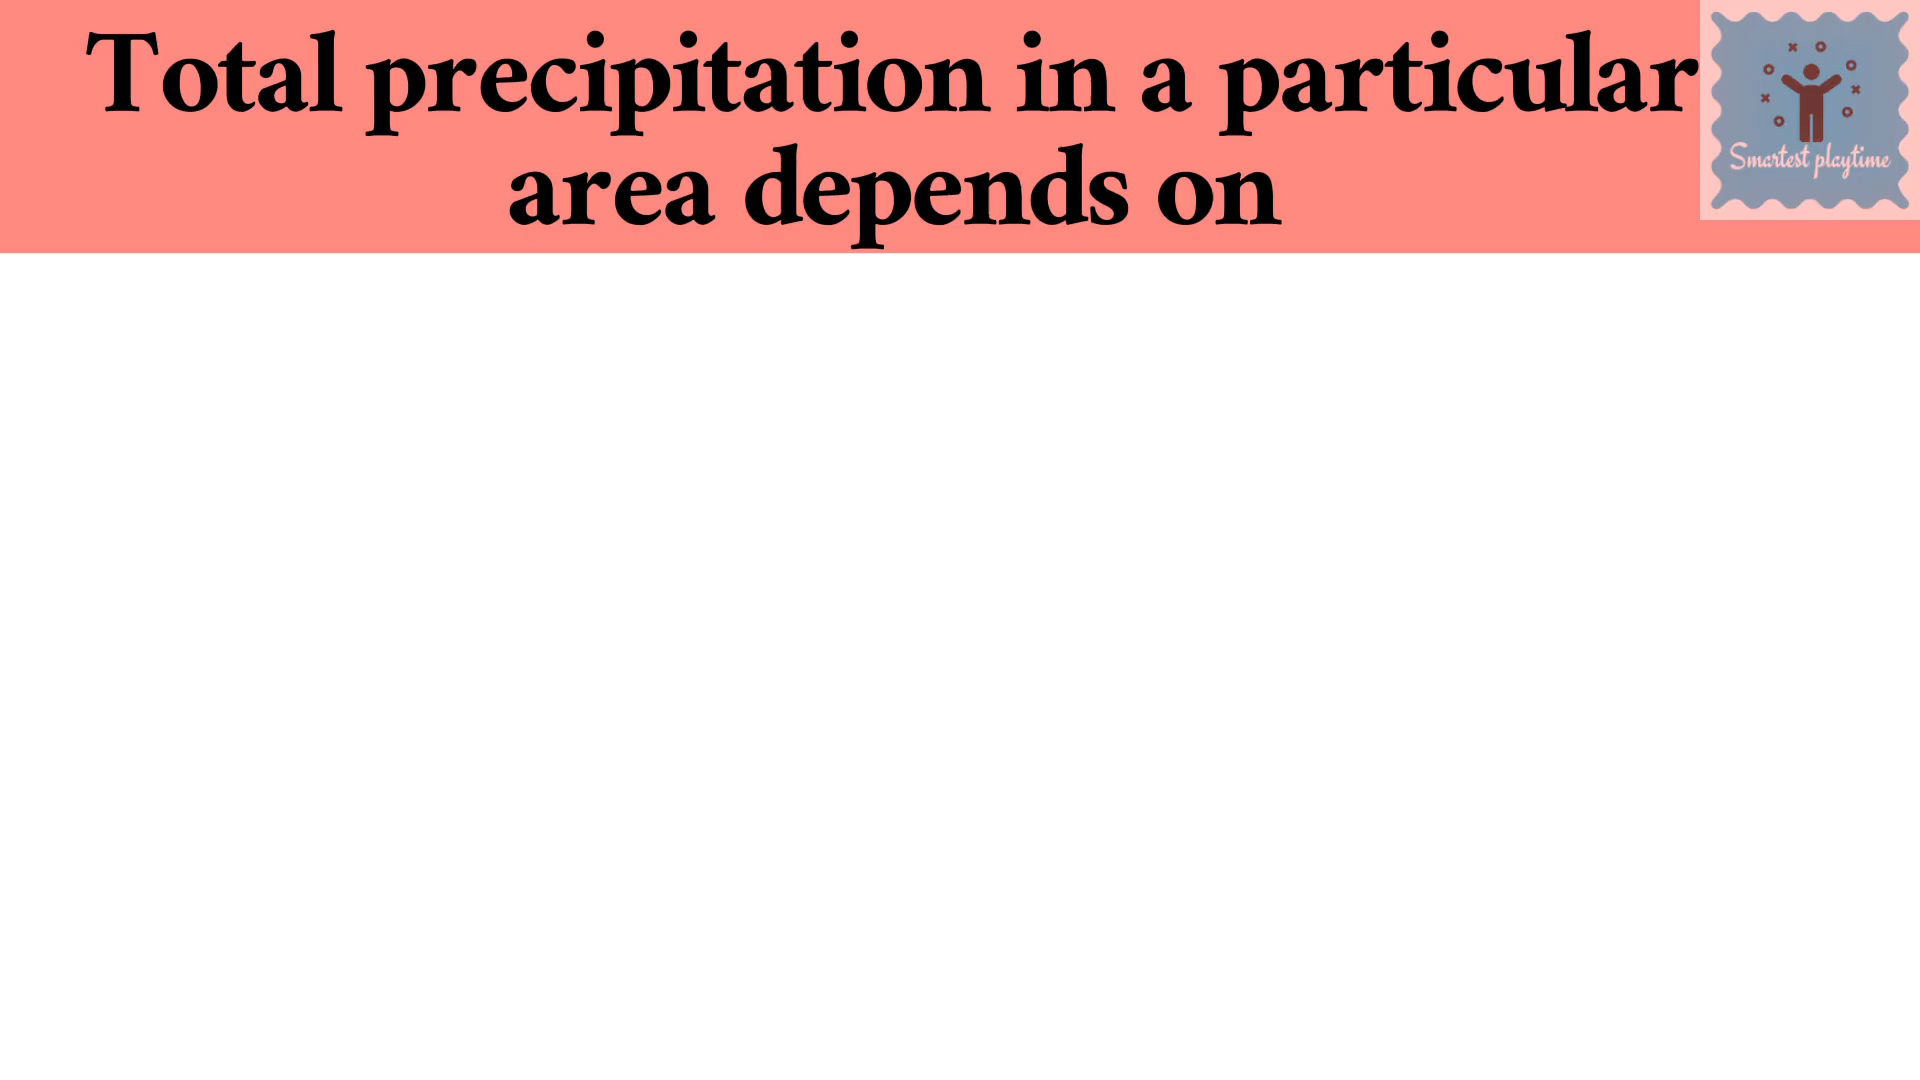 Total precipitation in a particular
area depends on
Smartest playtime